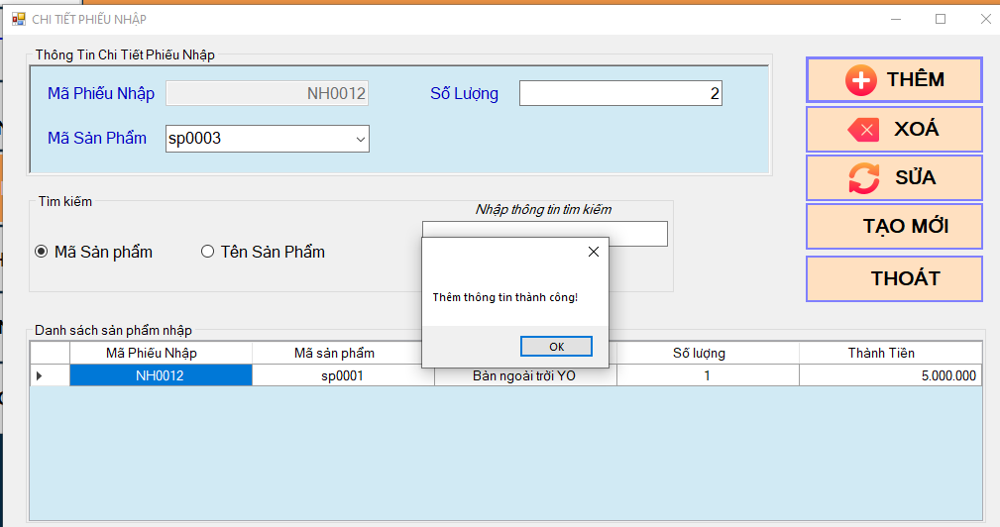 CHI TIẾT PHIẾU NHẬP
Thông Tin Chi Tiết Phiếu Nhập
Mã Phiếu Nhập NH0012 Số Lượng 2
Mã Sản Phẩm sp0003
THÊM
XOÁ
SỬA
TẠO MỚI
THOÁT
Tìm kiếm
Nhập thông tin tìm kiếm
Mã Sản phẩm Tên Sản Phẩm
Thêm thông tin thành công!
OK
Danh sách sản phẩm nhập
Mã Phiếu Nhập Mã sản phẩm Số lượng Thành Tiền
NH0012 sp0001 Bàn ngoài trời YO 1 5.000.000